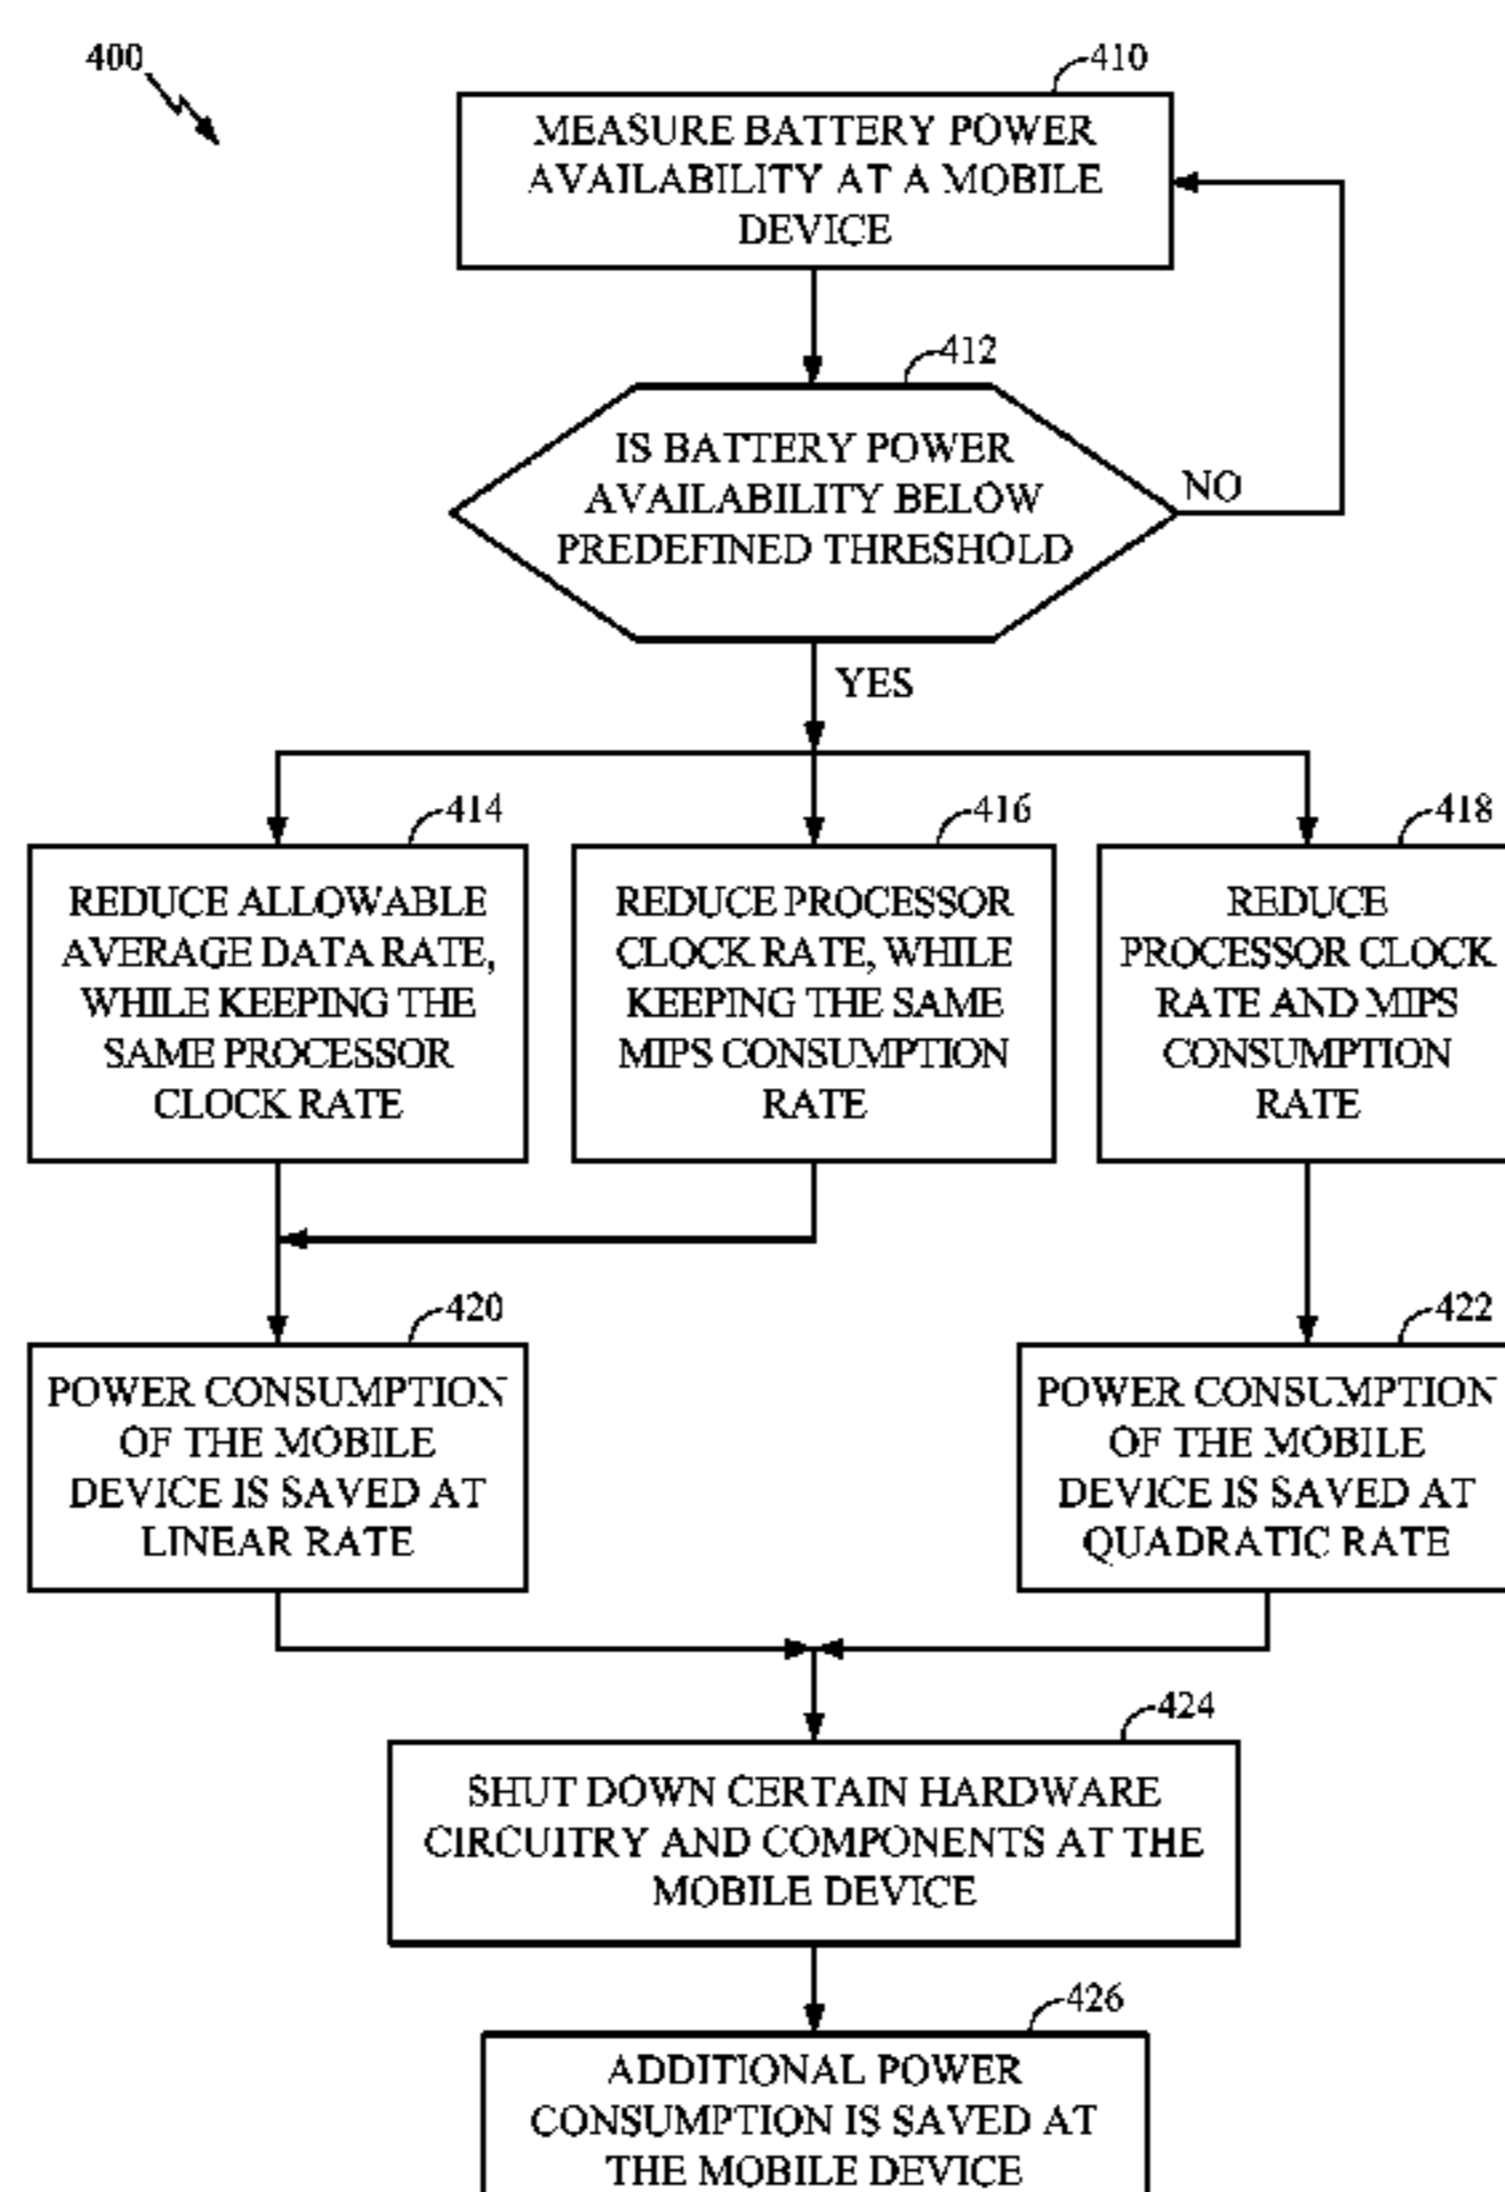 400
410
MEASURE BATTERY POWER
AVAILABILITY AT A MOBILE
DEVICE
412
IS BATTERY POWER
AVAILABILITY BELOW
PREDEFINED THRESHOLD
NO
YES
414
REDUCE ALLOWABLE
AVERAGE DATA RATE,
WHILE KEEPING THE
SAME PROCESSOR
CLOCK RATE
416
REDUCE PROCESSOR
CLOCK RATE, WHILE
KEEPING THE SAME
MIPS CONSUMPTION
RATE
418
REDUCE
PROCESSOR CLOCK
RATE AND MIPS
CONSUMPTION
RATE
420
POWER CONSUMPTION
OF THE MOBILE
DEVICE IS SAVED AT
LINEAR RATE
422
POWER CONSUMPTION
OF THE MOBILE
DEVICE IS SAVED AT
QUADRATIC RATE
424
SHUT DOWN CERTAIN HARDWARE
CIRCUITRY AND COMPONENTS AT THE
MOBILE DEVICE
426
ADDITIONAL POWER
CONSUMPTION IS SAVED AT
THE MOBILE DEVICE